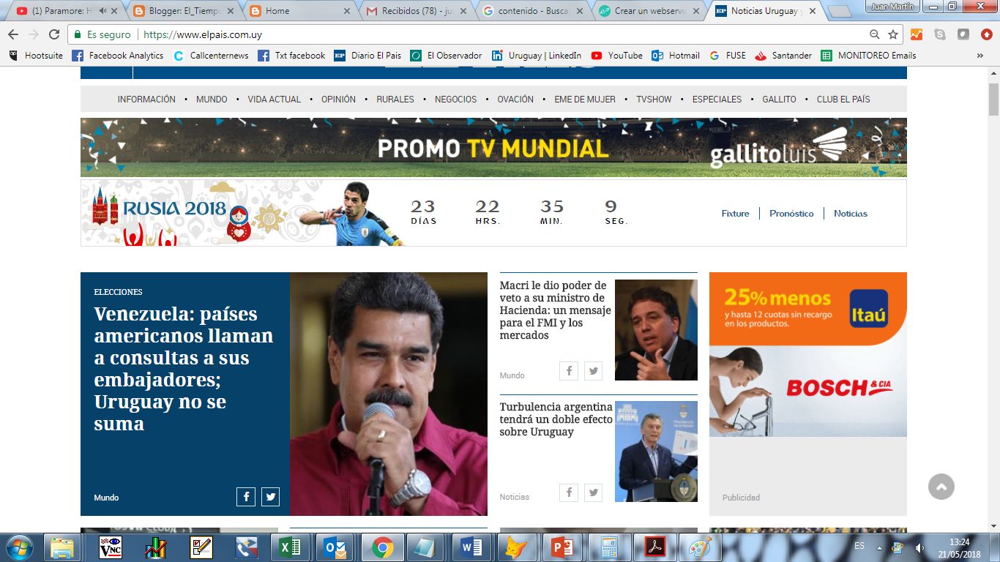 (1) Paramore: H
Blogger: El_Tiempo
Home
Recibidos (78) - ju
contenido - Busca
Crear un webservic
Noticias Uruguay y
Juan Martín
Es seguro
https://www.elpais.com.uy
Hootsuite
Facebook Analytics
Callcenternews
Txt facebook
EP
Diario El Pais
El Observador
Uruguay | LinkedIn
YouTube
Hotmail
FUSE
Santander
MONITOREO Emails
»
INFORMACIÓN • MUNDO • VIDA ACTUAL • OPINIÓN • RURALES • NEGOCIOS • OVACIÓN • EME DE MUJER • TVSHOW • ESPECIALES • GALLITO • CLUB EL PAÍS
PROMO TV MUNDIAL
gallitoluis
RUSIA 2018
23 22 35 9
DÍAS HRS. MIN. SEG.
Fixture | Pronóstico | Noticias
ELECCIONES
Venezuela: países
americanos llaman
a consultas a sus
embajadores;
Uruguay no se
suma
Mundo
Macri le dio poder de
veto a su ministro de
Hacienda: un mensaje
para el FMI y los
mercados
Mundo
Turbulencia argentina
tendrá un doble efecto
sobre Uruguay
Noticias
25% menos
y hasta 12 cuotas sin recargo
en los productos.
Itaú
BOSCH & CIA
Publicidad
VNC
ES
13:24
21/05/2018